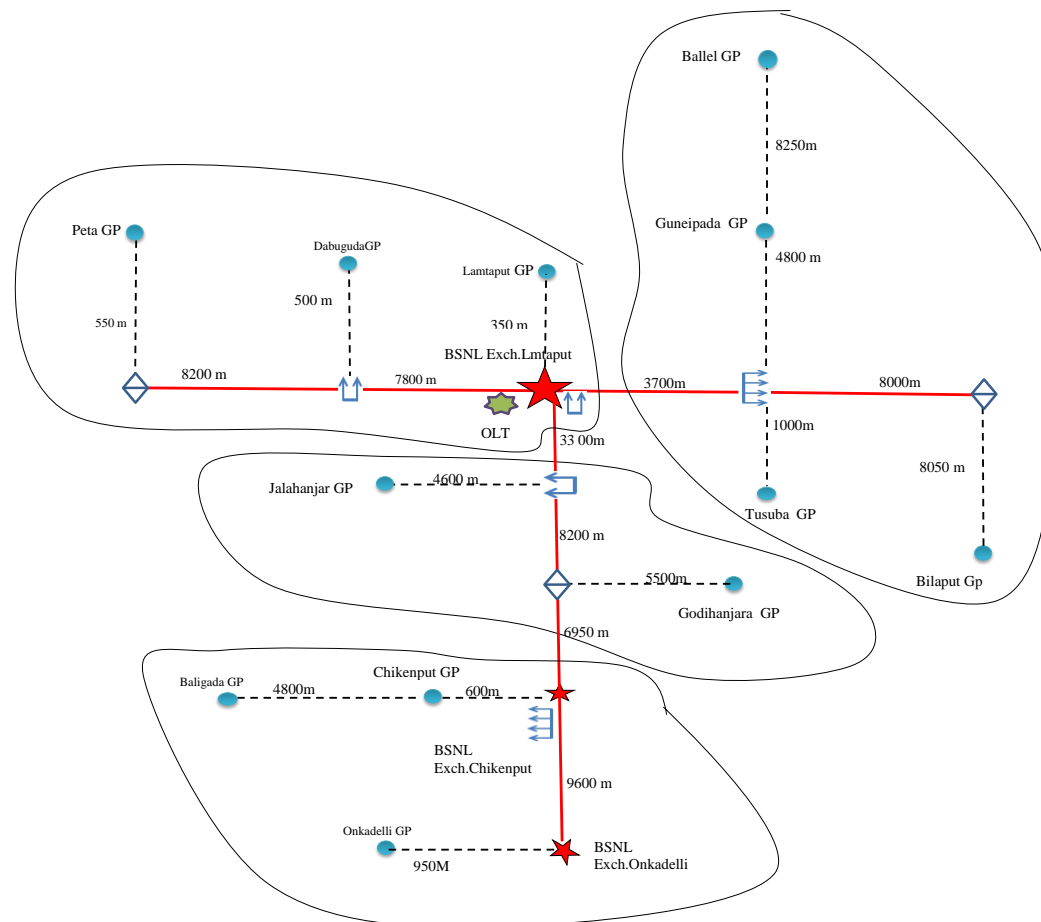 Ballel GP
8250m
Peta GP
DabugudaGP
Guneipada  GP
4800 m
Lamtaput GP
500 m
550 m
350 m
BSNL Exch.Lmtaput
8200 m
7800 m
3700m
8000m
OLT
1000m
33 00m
8050 m
Jalahanjar GP
4600 m
Tusuba  GP
8200 m
Bilaput Gp
5500m
Godihanjara  GP
6950 m
Baligada GP
4800m
Chikenput GP
600m
BSNL
Exch.Chikenput
9600 m
Onkadelli GP
950M
BSNL
Exch.Onkadelli